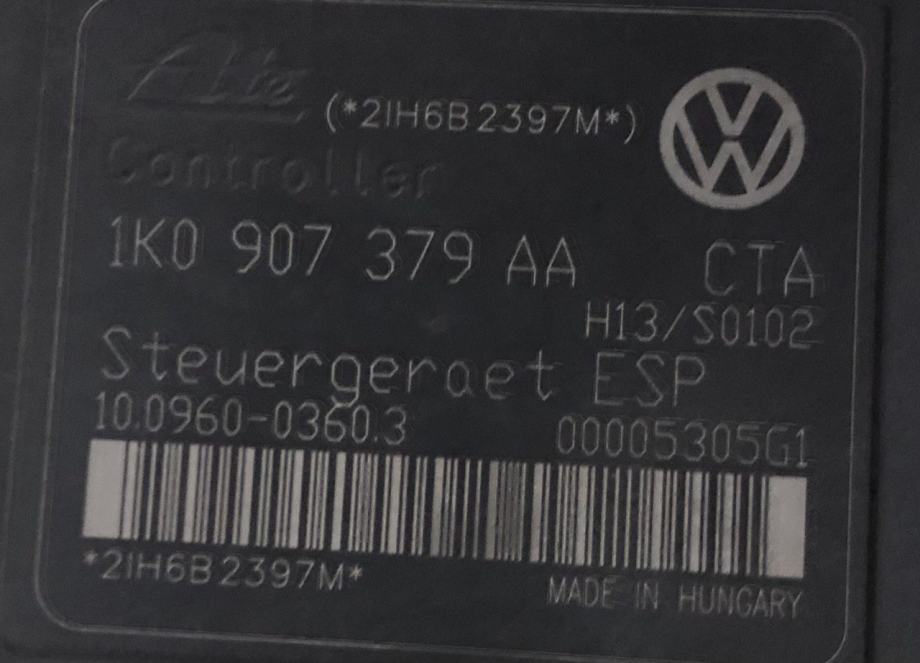 Ate
(*2IH6B2397M*)
Controller
1K0 907 379 AA CTA
H13/S0102
Steuergeraet ESP
10.0960-0360.3 00005305G1
*2IH6B2397M*
MADE IN HUNGARY